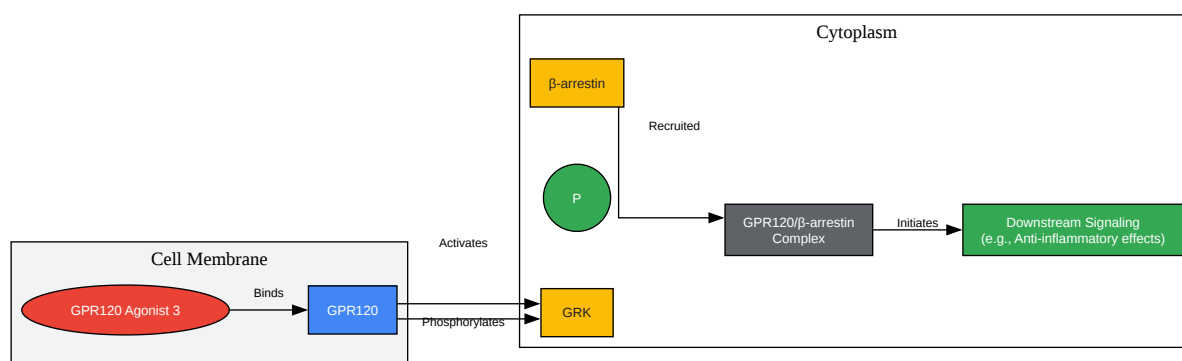 Cytoplasm
β-arrestin
Recruited
P
GPR120/β-arrestin
Complex
Initiates
Downstream Signaling
(e.g., Anti-inflammatory effects)
Activates
Cell Membrane
Binds
GPR120 Agonist 3
GPR120
Phosphorylates
GRK